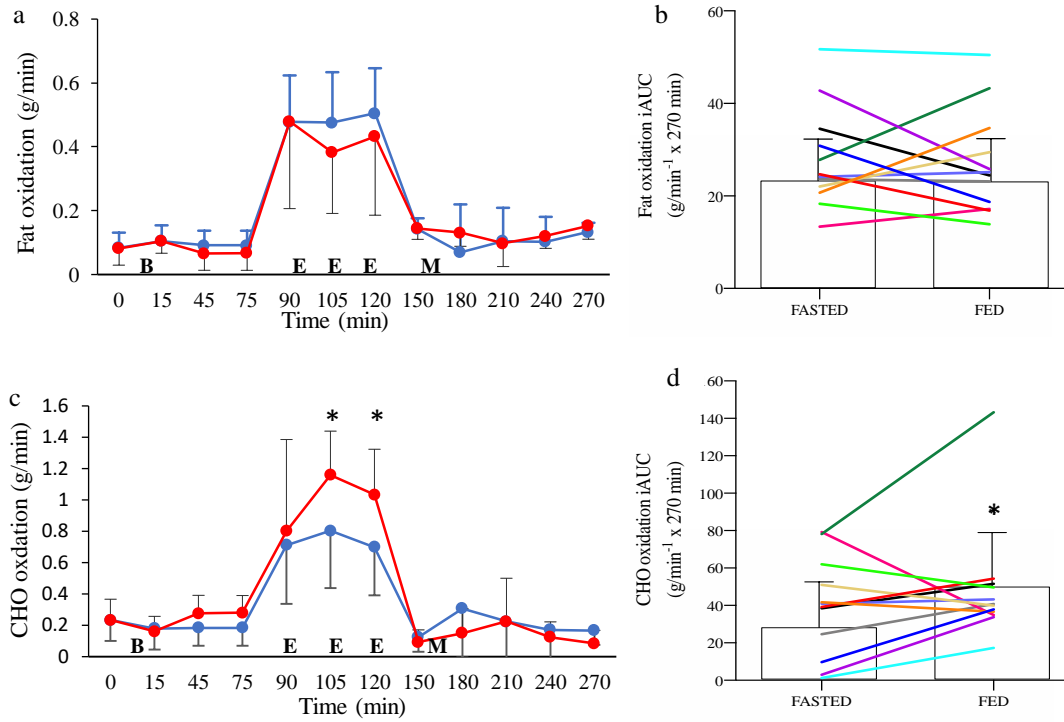 a
Fat oxidation (g/min)
0.8
0.6
0.4
0.2
0
B E E E M
0 15 45 75 90 105 120 150 180 210 240 270
Time (min)
b
Fat oxidation iAUC
(g/min⁻¹ x 270 min)
60
40
20
0
FASTED FED
c
CHO oxdation (g/min)
1.6
1.4
1.2
1
0.8
0.6
0.4
0.2
0
* *
B E E E M
0 15 45 75 90 105 120 150 180 210 240 270
Time (min)
d
CHO oxidation iAUC
(g/min⁻¹ x 270 min)
60
140
120
100
80
60
40
20
0
*
FASTED FED